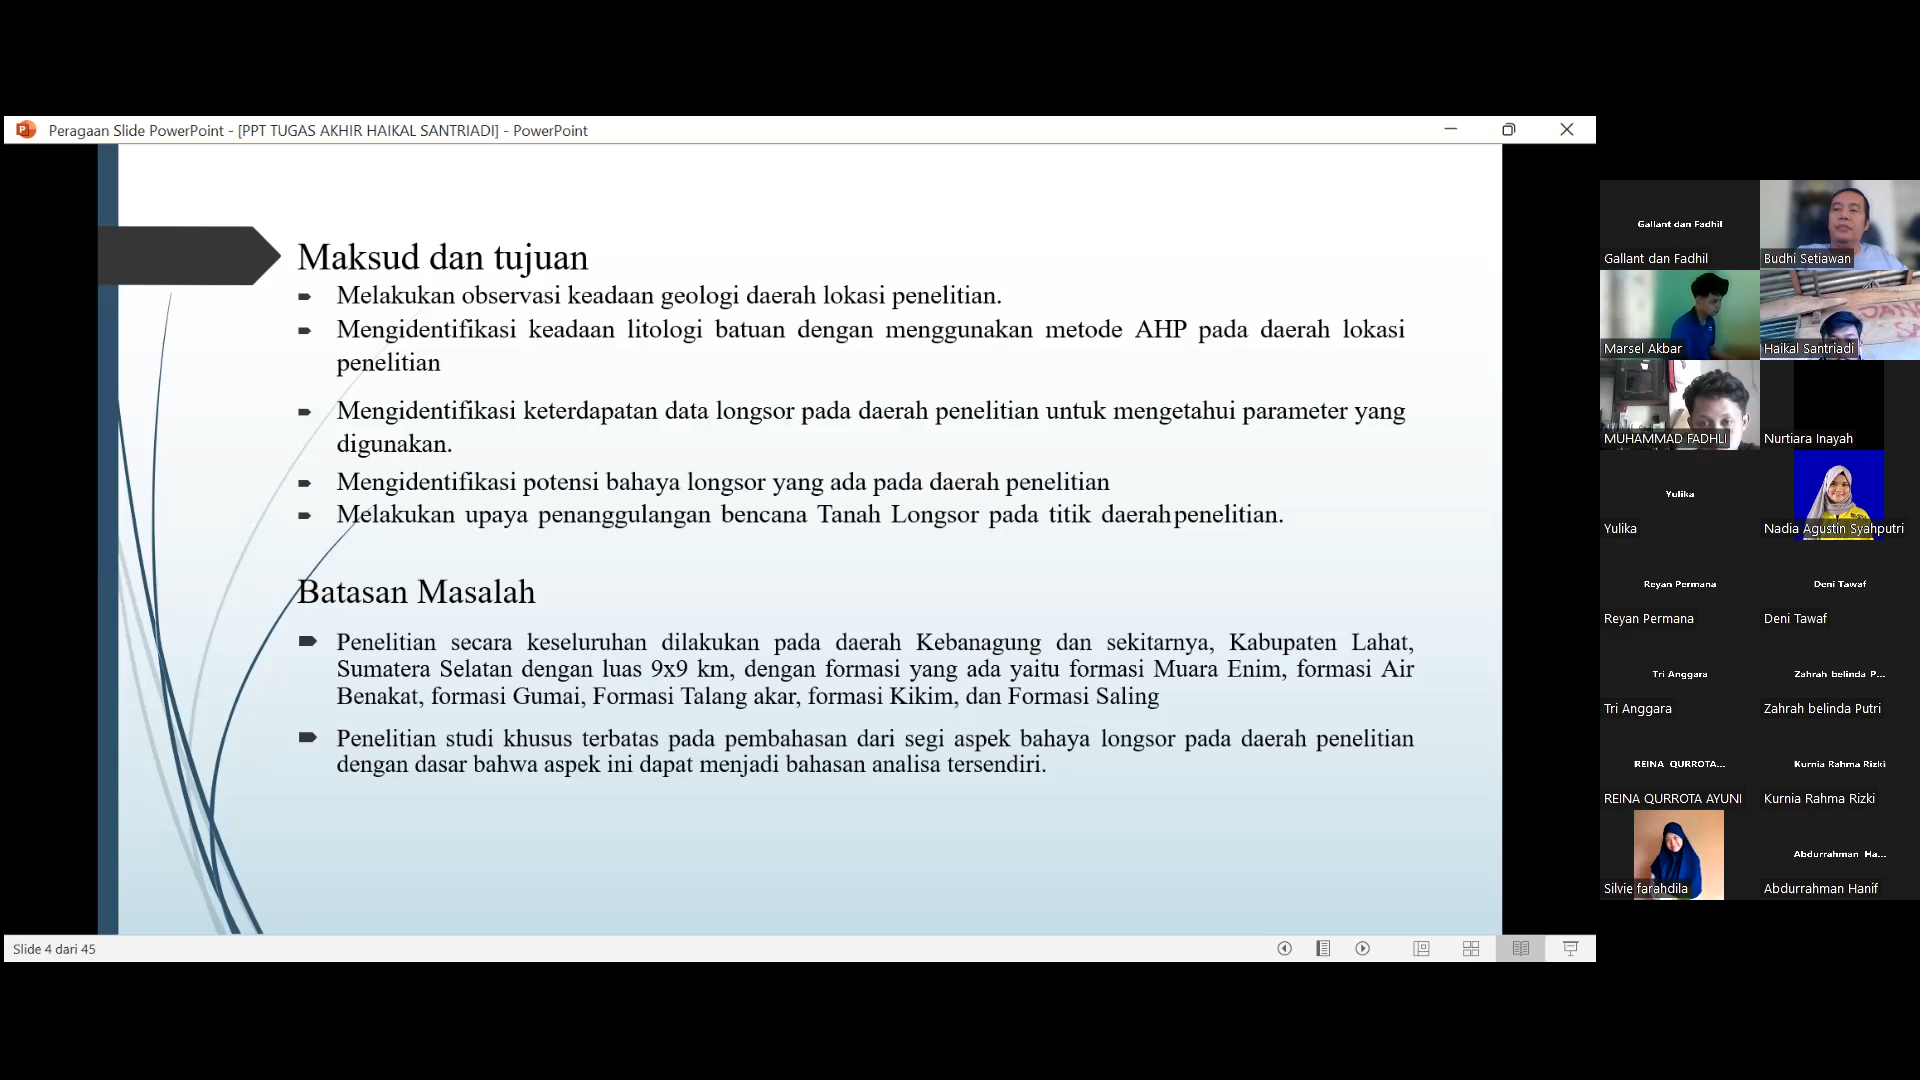 Peragaan Slide PowerPoint - [PPT TUGAS AKHIR HAIKAL SANTRIADI] - PowerPoint
Maksud dan tujuan
Melakukan observasi keadaan geologi daerah lokasi penelitian.
Mengidentifikasi keadaan litologi batuan dengan menggunakan metode AHP pada daerah lokasi
penelitian
Mengidentifikasi keterdapatan data longsor pada daerah penelitian untuk mengetahui parameter yang
digunakan.
Mengidentifikasi potensi bahaya longsor yang ada pada daerah penelitian
Melakukan upaya penanggulangan bencana Tanah Longsor pada titik daerah penelitian.
Batasan Masalah
Penelitian secara keseluruhan dilakukan pada daerah Kebanagung dan sekitarnya, Kabupaten Lahat,
Sumatera Selatan dengan luas 9x9 km, dengan formasi yang ada yaitu formasi Muara Enim, formasi Air
Benakat, formasi Gumai, Formasi Talang akar, formasi Kikim, dan Formasi Saling
Penelitian studi khusus terbatas pada pembahasan dari segi aspek bahaya longsor pada daerah penelitian
dengan dasar bahwa aspek ini dapat menjadi bahasan analisa tersendiri.
Slide 4 dari 45
Gallant dan Fadhil
Gallant dan Fadhil
Budhi Setiawan
Marsel Akbar
Haikal Santriadi
MUHAMMAD FADHLI
Nurtiara Inayah
Yulika
Yulika
Nadia Agustin Syahputri
Reyan Permana
Reyan Permana
Deni Tawaf
Deni Tawaf
Tri Anggara
Tri Anggara
Zahrah belinda P...
Zahrah belinda Putri
REINA QURROTA...
REINA QURROTA AYUNI
Kurnia Rahma Rizki
Kurnia Rahma Rizki
Silvie farahdila
Abdurrahman Ha...
Abdurrahman Hanif